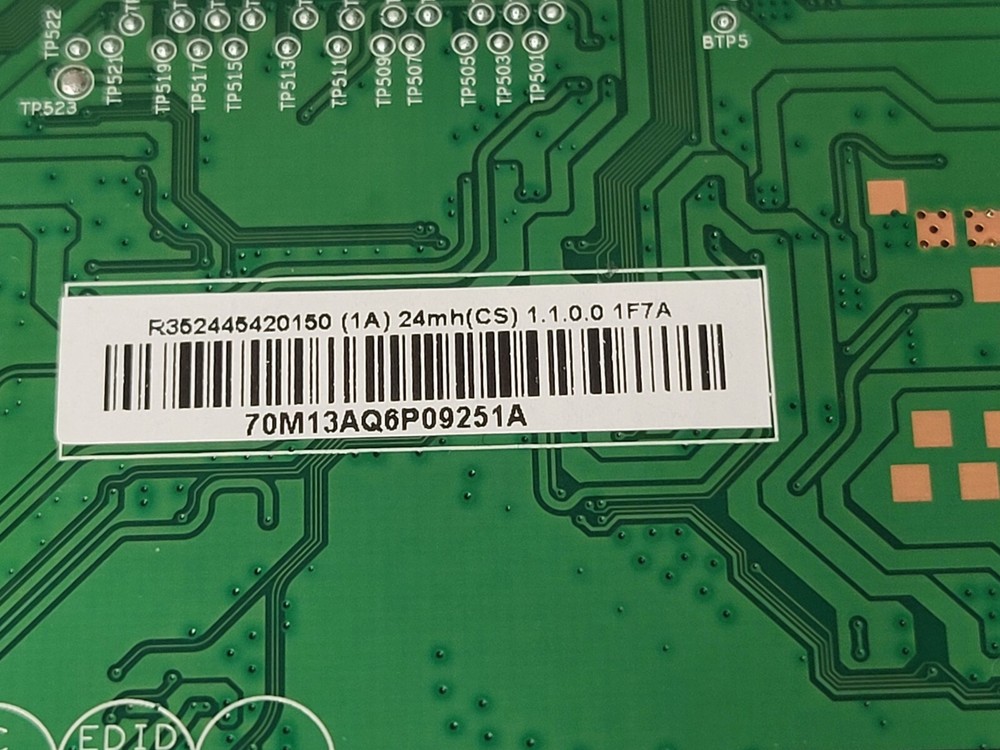 TP522
TP521
TP519
TP517
TP515
TP513
TP511
TP509
TP507
TP505
TP503
TP501
TP523
BTP5
R352445420150 (1A) 24mh(CS) 1.1.0.0 1F7A
70M13AQ6P09251A
EDID